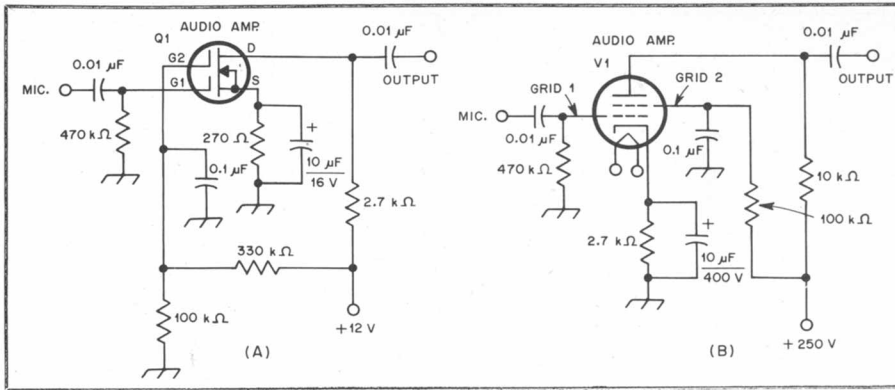 AUDIO AMP.
Q1
D
0.01 µF
G2
0.01 µF
S
OUTPUT
MIC.
G1
+
470 kΩ
270 Ω
0.1 µF
10 µF
16 V
2.7 kΩ
330 kΩ
100 kΩ
+12 V
(A)
AUDIO AMP.
0.01 µF
V1
GRID 1
GRID 2
OUTPUT
MIC.
0.01 µF
0.1 µF
470 kΩ
10 kΩ
+
100 kΩ
2.7 kΩ
10 µF
400 V
(B)
+ 250 V